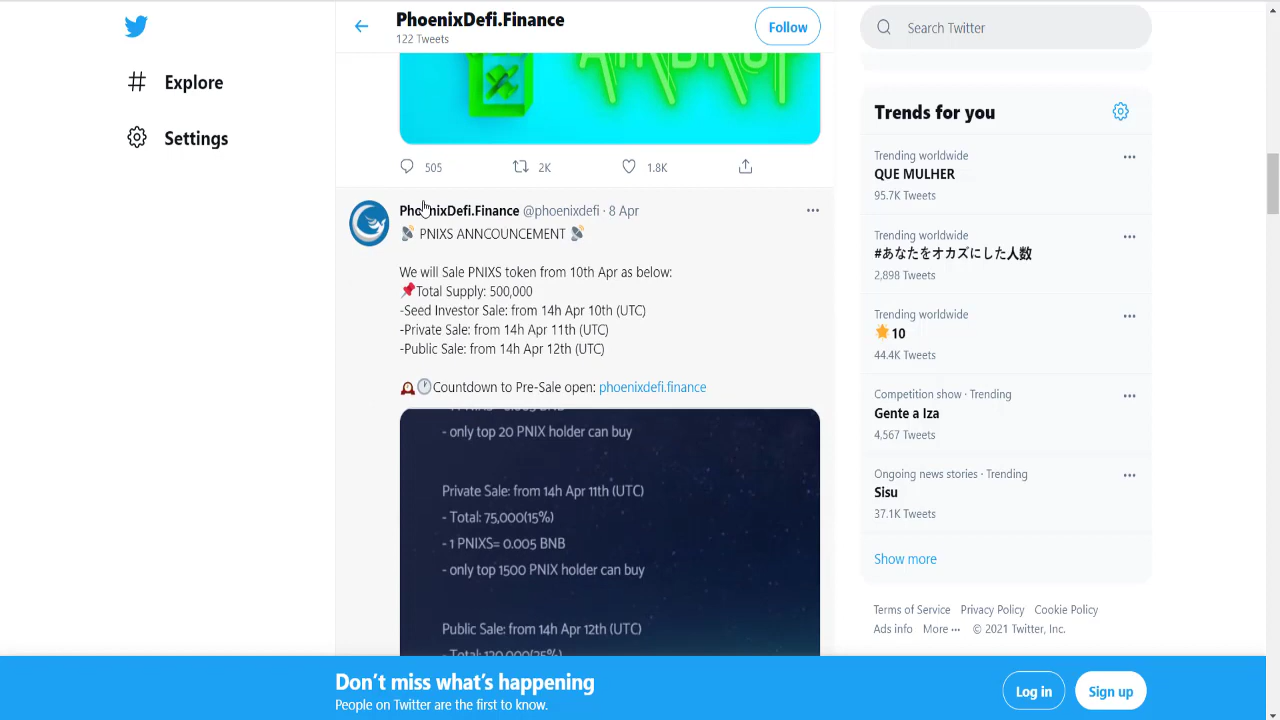 Explore
Settings
PhoenixDefi.Finance
122 Tweets
Follow
AIRDROP
505
2K
1.8K
PhoenixDefi.Finance @phoenixdefi · 8 Apr
PNIXS ANNCOUNCEMENT
We will Sale PNIXS token from 10th Apr as below:
Total Supply: 500,000
-Seed Investor Sale: from 14h Apr 10th (UTC)
-Private Sale: from 14h Apr 11th (UTC)
-Public Sale: from 14h Apr 12th (UTC)
Countdown to Pre-Sale open: phoenixdefi.finance
- only top 20 PNIX holder can buy
Private Sale: from 14h Apr 11th (UTC)
- Total: 75,000(15%)
- 1 PNIXS= 0.005 BNB
- only top 1500 PNIX holder can buy
Public Sale: from 14h Apr 12th (UTC)
Search Twitter
Trends for you
Trending worldwide
QUE MULHER
95.7K Tweets
Trending worldwide
#あなたをオカズにした人数
2,898 Tweets
Trending worldwide
10
44.4K Tweets
Competition show · Trending
Gente a Iza
4,567 Tweets
Ongoing news stories · Trending
Sisu
37.1K Tweets
Show more
Terms of Service Privacy Policy Cookie Policy
Ads info More ··· © 2021 Twitter, Inc.
Don't miss what's happening
People on Twitter are the first to know.
Log in
Sign up